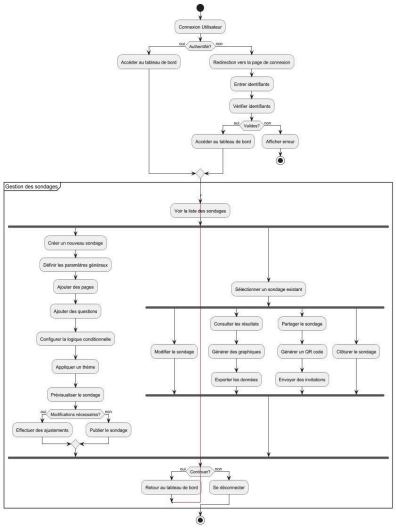 Connexion Utilisateur
Authentifié?
oui
non
Accéder au tableau de bord
Redirection vers la page de connexion
Entrer identifiants
Vérifier identifiants
Valides?
oui
non
Accéder au tableau de bord
Afficher erreur
Gestion des sondages
Voir la liste des sondages
Créer un nouveau sondage
Définir les paramètres généraux
Ajouter des pages
Ajouter des questions
Configurer la logique conditionnelle
Appliquer un thème
Prévisualiser le sondage
Modifications nécessaires?
oui
non
Effectuer des ajustements
Publier le sondage
Sélectionner un sondage existant
Modifier le sondage
Consulter les résultats
Générer des graphiques
Exporter les données
Partager le sondage
Générer un QR code
Envoyer des invitations
Clôturer le sondage
Continuer?
oui
non
Retour au tableau de bord
Se déconnecter